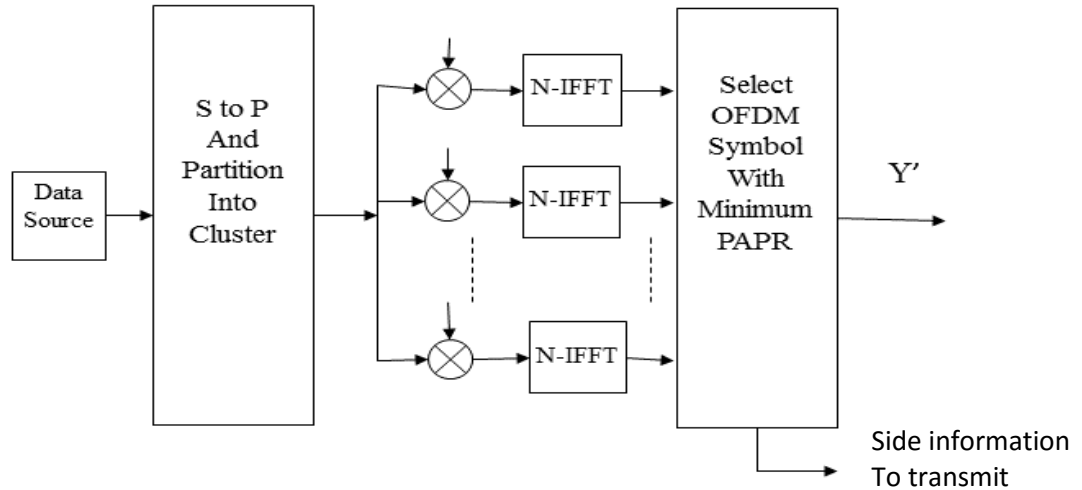 Data
Source
S to P
And
Partition
Into
Cluster
N-IFFT
N-IFFT
N-IFFT
Select
OFDM
Symbol
With
Minimum
PAPR
Y’
Side information
To transmit